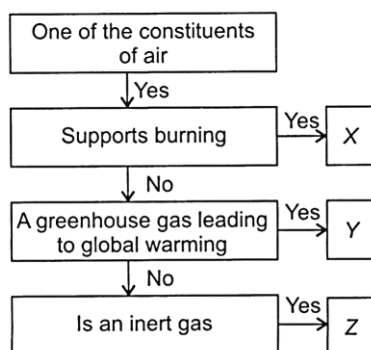 One of the constituents
of air
Yes
Supports burning
Yes
X
No
A greenhouse gas leading
to global warming
Yes
Y
No
Is an inert gas
Yes
Z